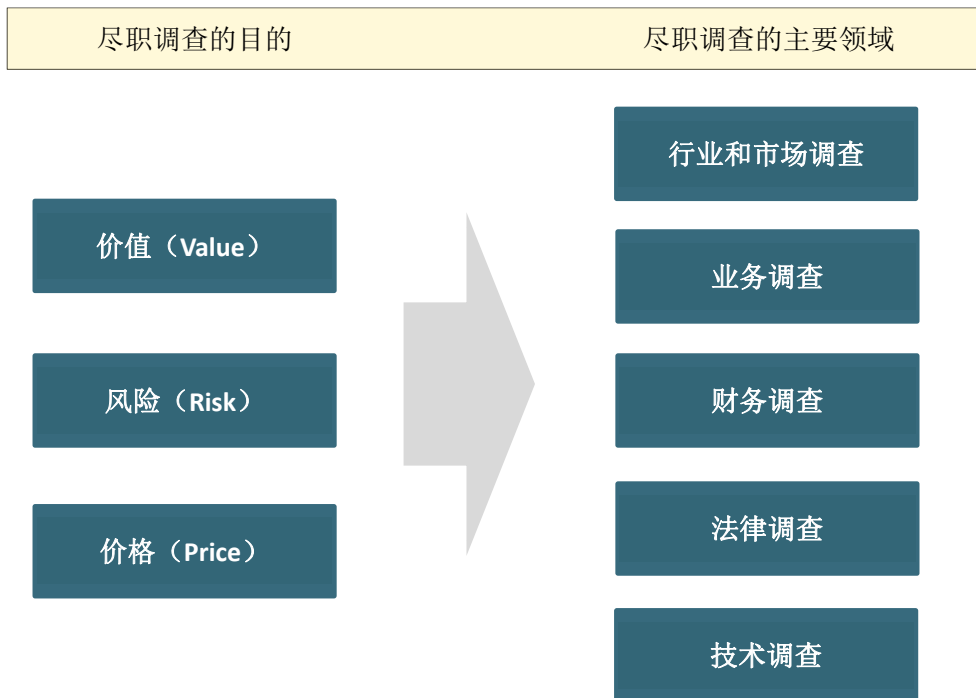 尽职调查的目的
尽职调查的主要领域
价值（Value）
风险（Risk）
价格（Price）
行业和市场调查
业务调查
财务调查
法律调查
技术调查